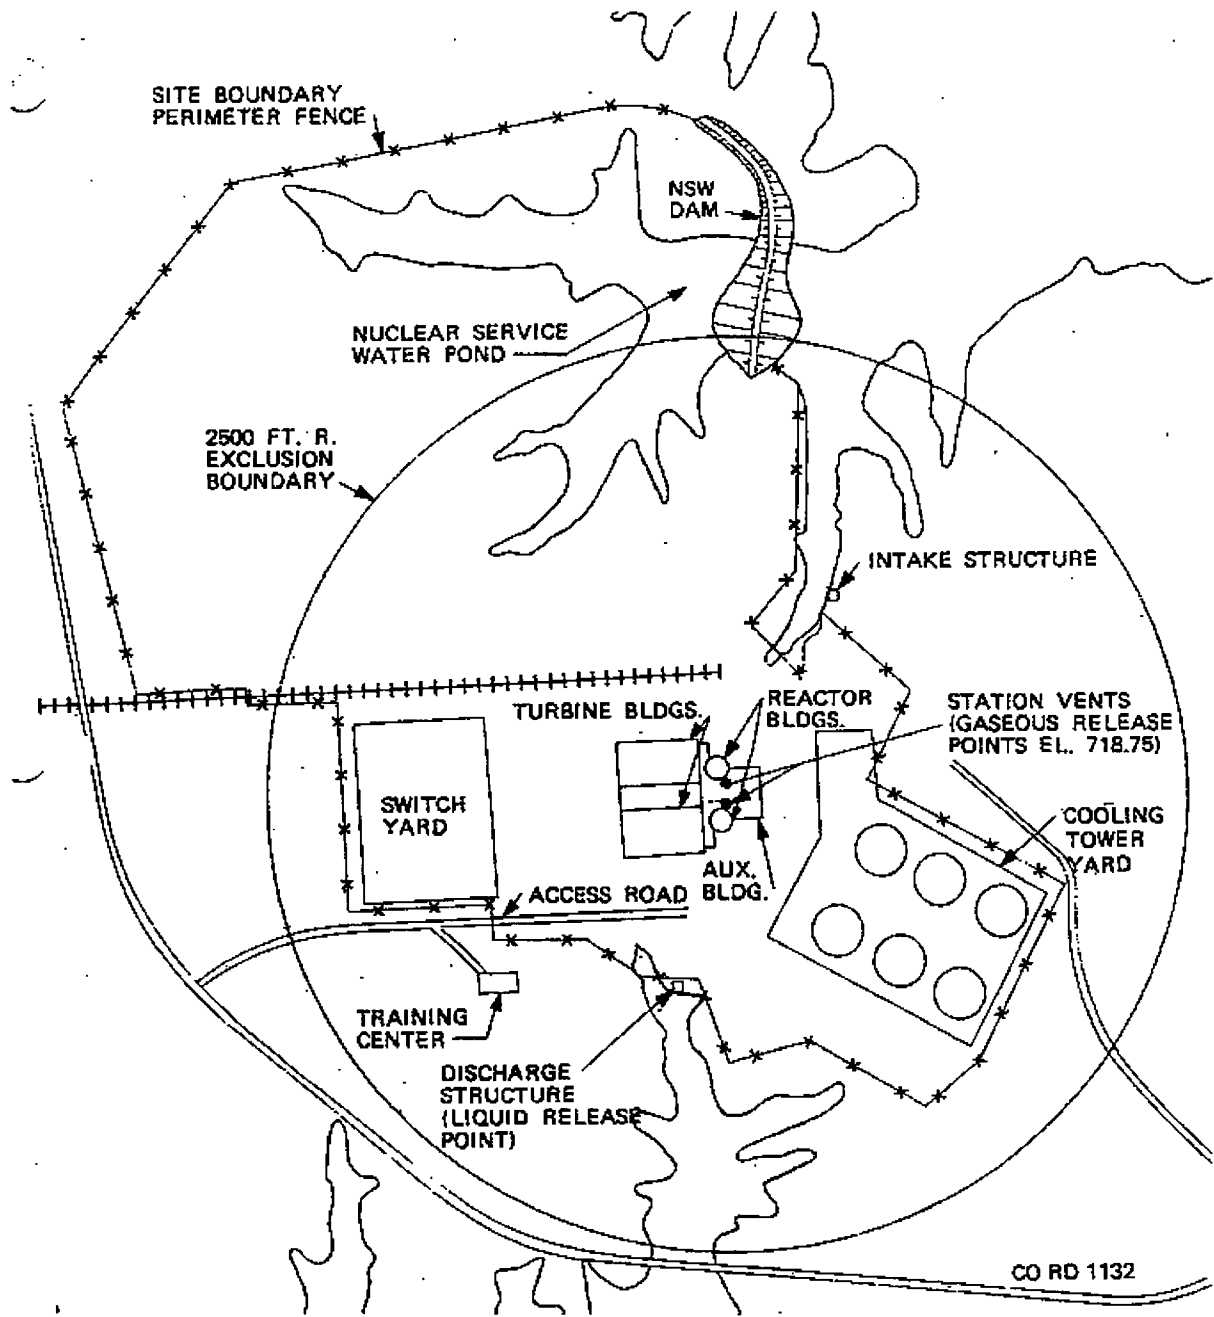 SITE BOUNDARY
PERIMETER FENCE
NSW
DAM
NUCLEAR SERVICE
WATER POND
2500 FT. R.
EXCLUSION
BOUNDARY
INTAKE STRUCTURE
TURBINE BLDGS.
REACTOR
BLDGS.
STATION VENTS
(GASEOUS RELEASE
POINTS EL. 718.75)
SWITCH
YARD
COOLING
TOWER
YARD
AUX.
BLDG.
ACCESS ROAD
TRAINING
CENTER
DISCHARGE
STRUCTURE
(LIQUID RELEASE
POINT)
CO RD 1132